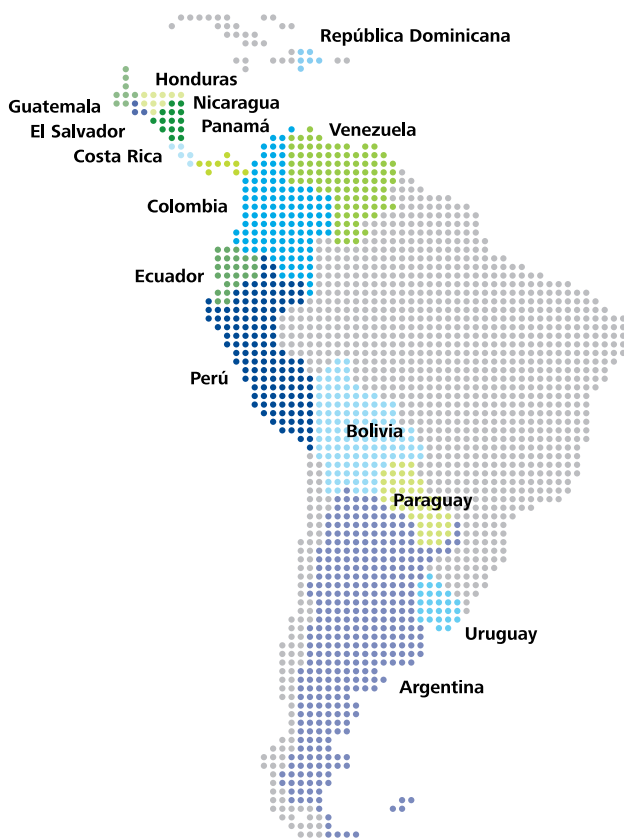 República Dominicana
Honduras
Guatemala
Nicaragua
El Salvador
Panamá
Venezuela
Costa Rica
Colombia
Ecuador
Perú
Bolivia
Paraguay
Uruguay
Argentina